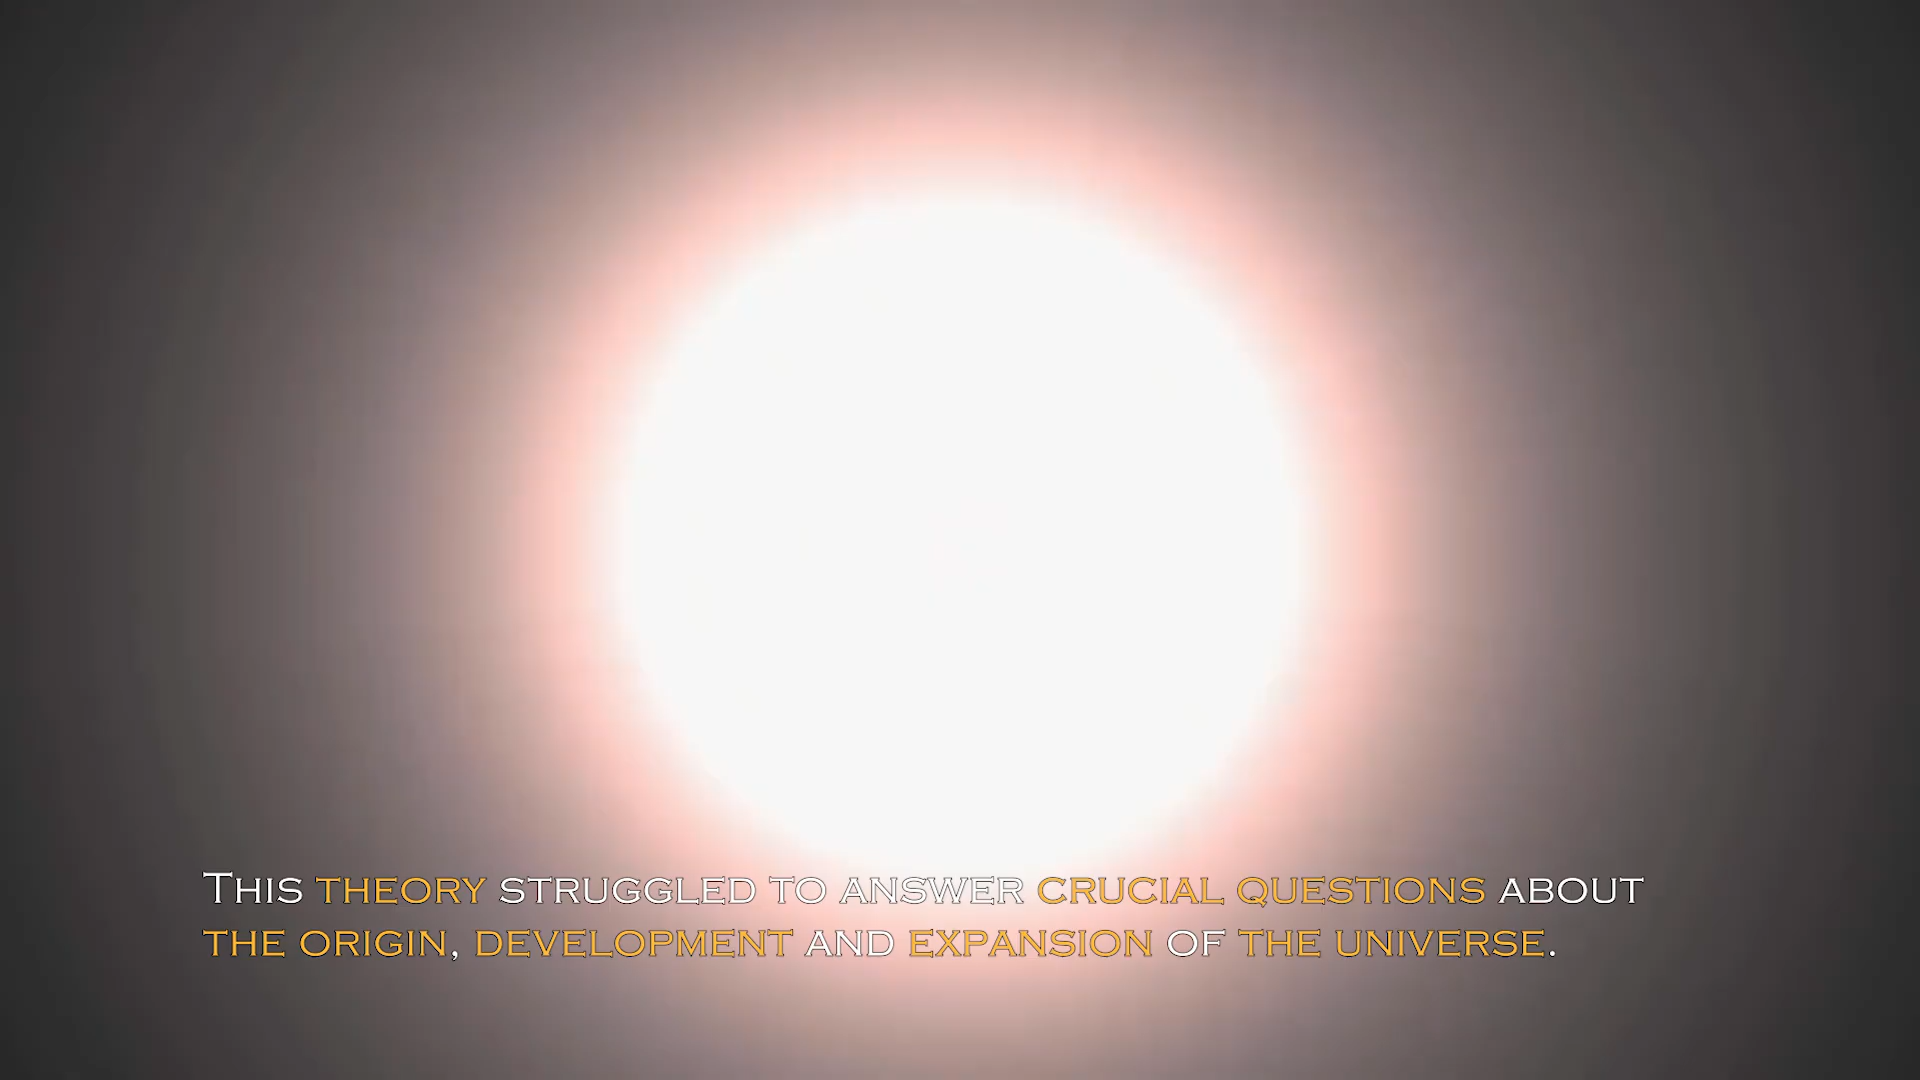 This theory struggled to answer crucial questions about
the origin, development and expansion of the universe.